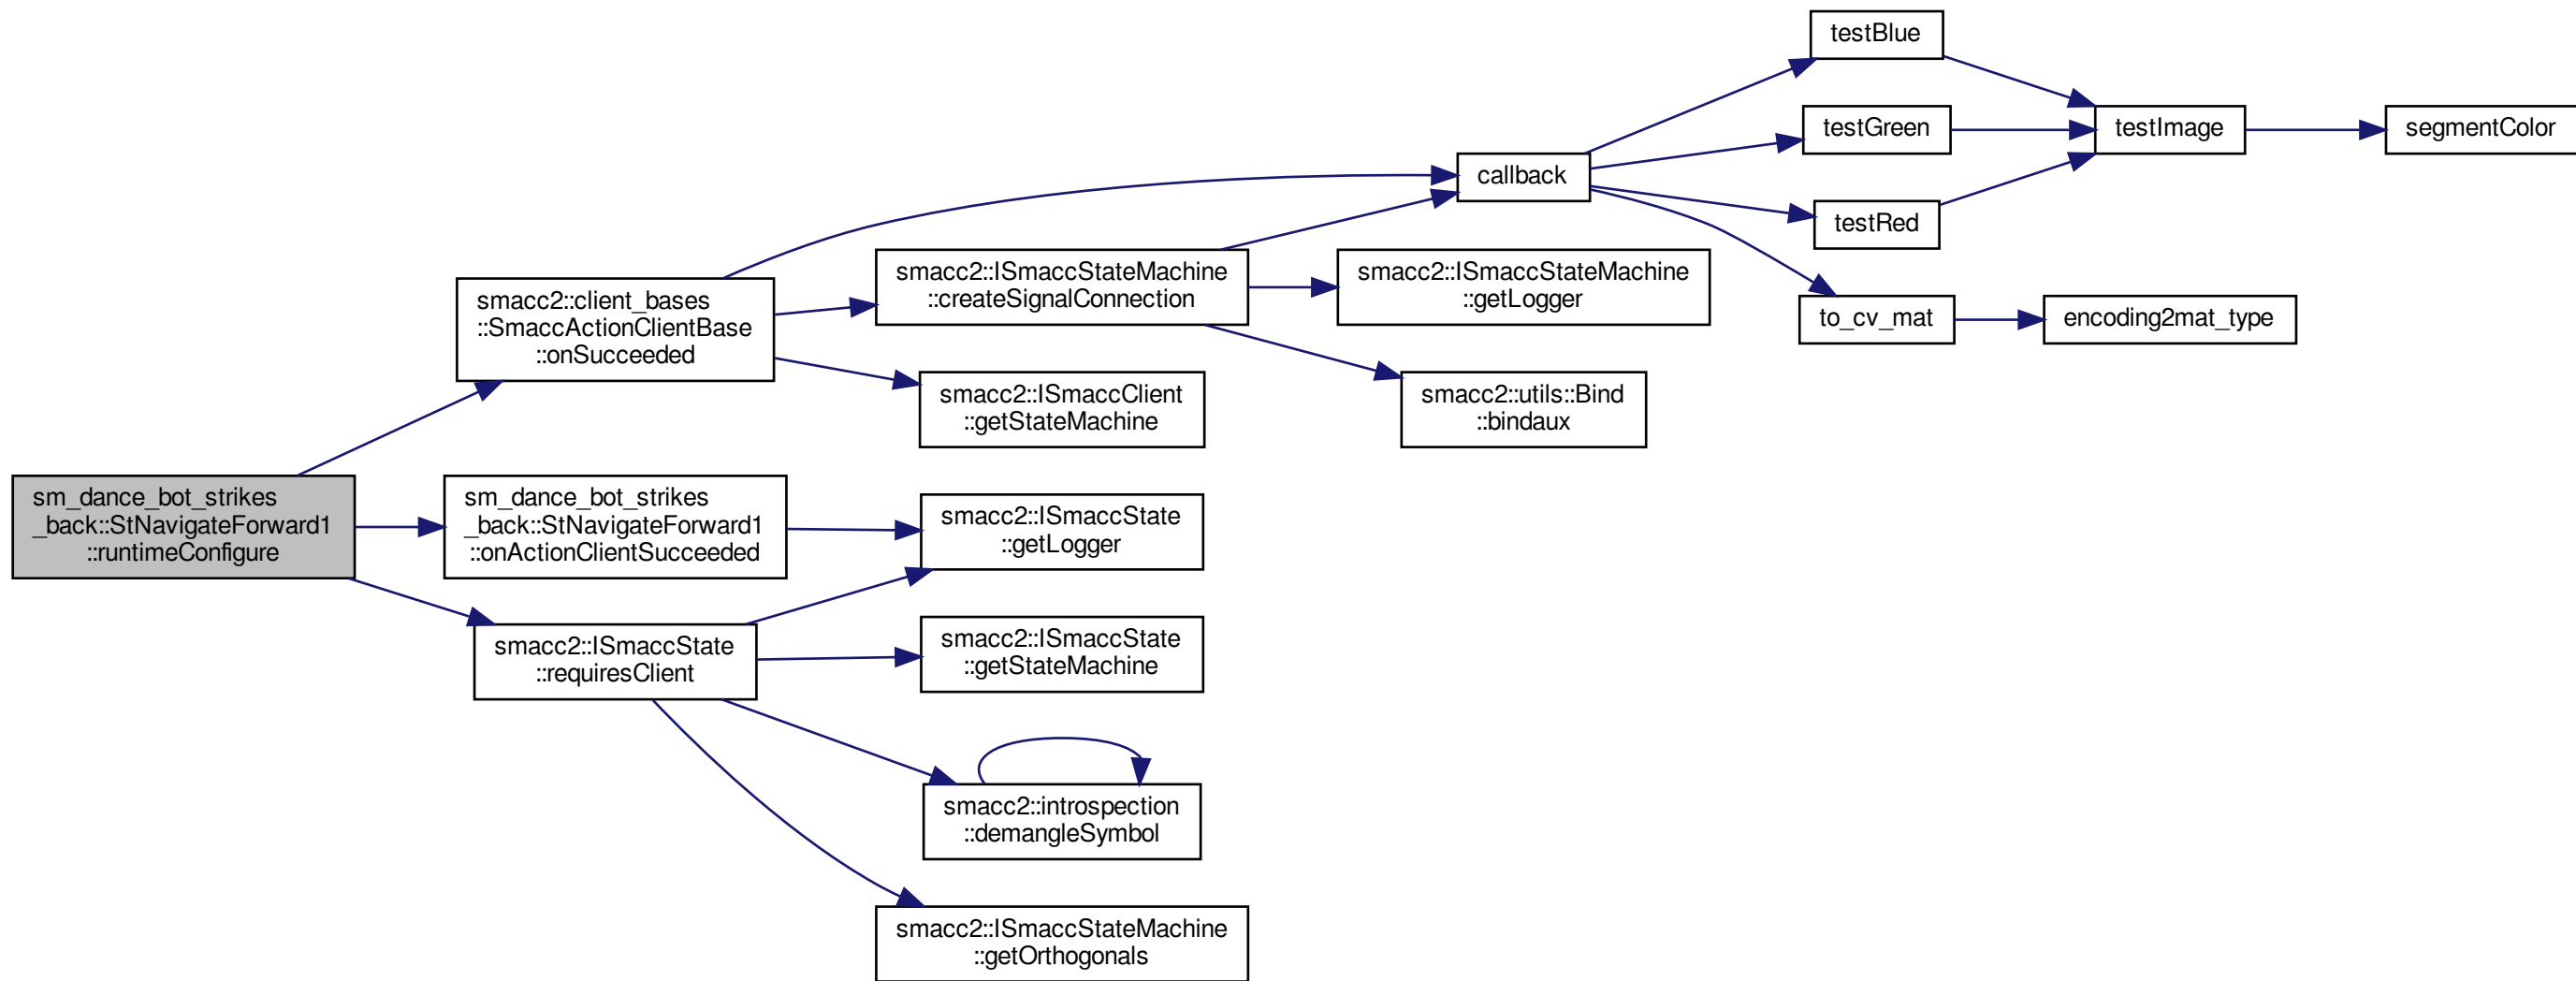 sm_dance_bot_strikes
_back::StNavigateForward1
::runtimeConfigure
smacc2::client_bases
::SmaccActionClientBase
::onSucceeded
sm_dance_bot_strikes
_back::StNavigateForward1
::onActionClientSucceeded
smacc2::ISmaccState
::requiresClient
smacc2::ISmaccStateMachine
::createSignalConnection
smacc2::ISmaccClient
::getStateMachine
smacc2::ISmaccState
::getLogger
smacc2::ISmaccState
::getStateMachine
smacc2::introspection
::demangleSymbol
smacc2::ISmaccStateMachine
::getOrthogonals
callback
smacc2::ISmaccStateMachine
::getLogger
smacc2::utils::Bind
::bindaux
testBlue
testGreen
testRed
to_cv_mat
testImage
encoding2mat_type
segmentColor